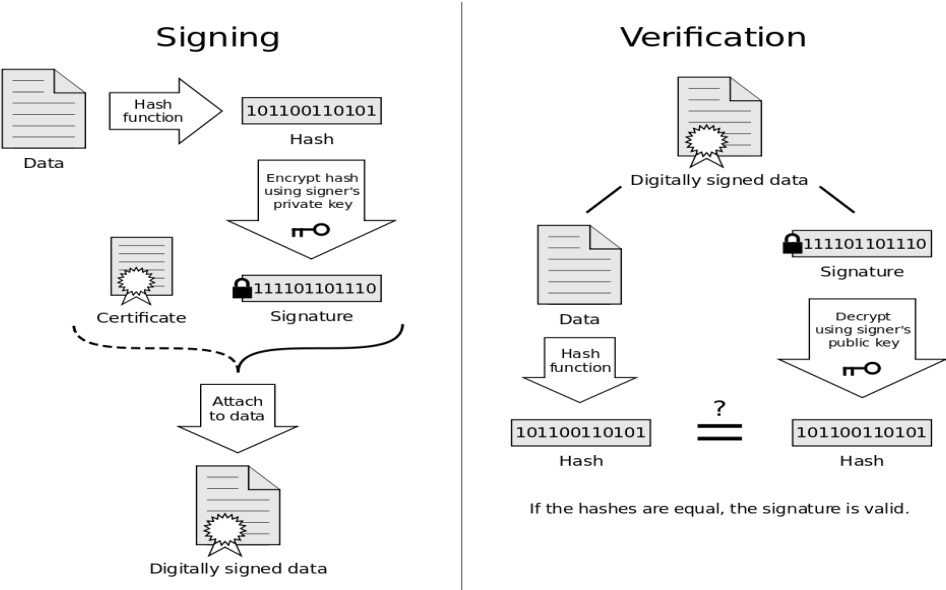 Signing
Hash
function
101100110101
Data
Hash
Encrypt hash
using signer's
private key
111101101110
Certificate
Signature
Attach
to data
Digitally signed data
Verification
Digitally signed data
111101101110
Signature
Data
Decrypt
using signer's
public key
Hash
function
?
101100110101
101100110101
Hash
Hash
If the hashes are equal, the signature is valid.